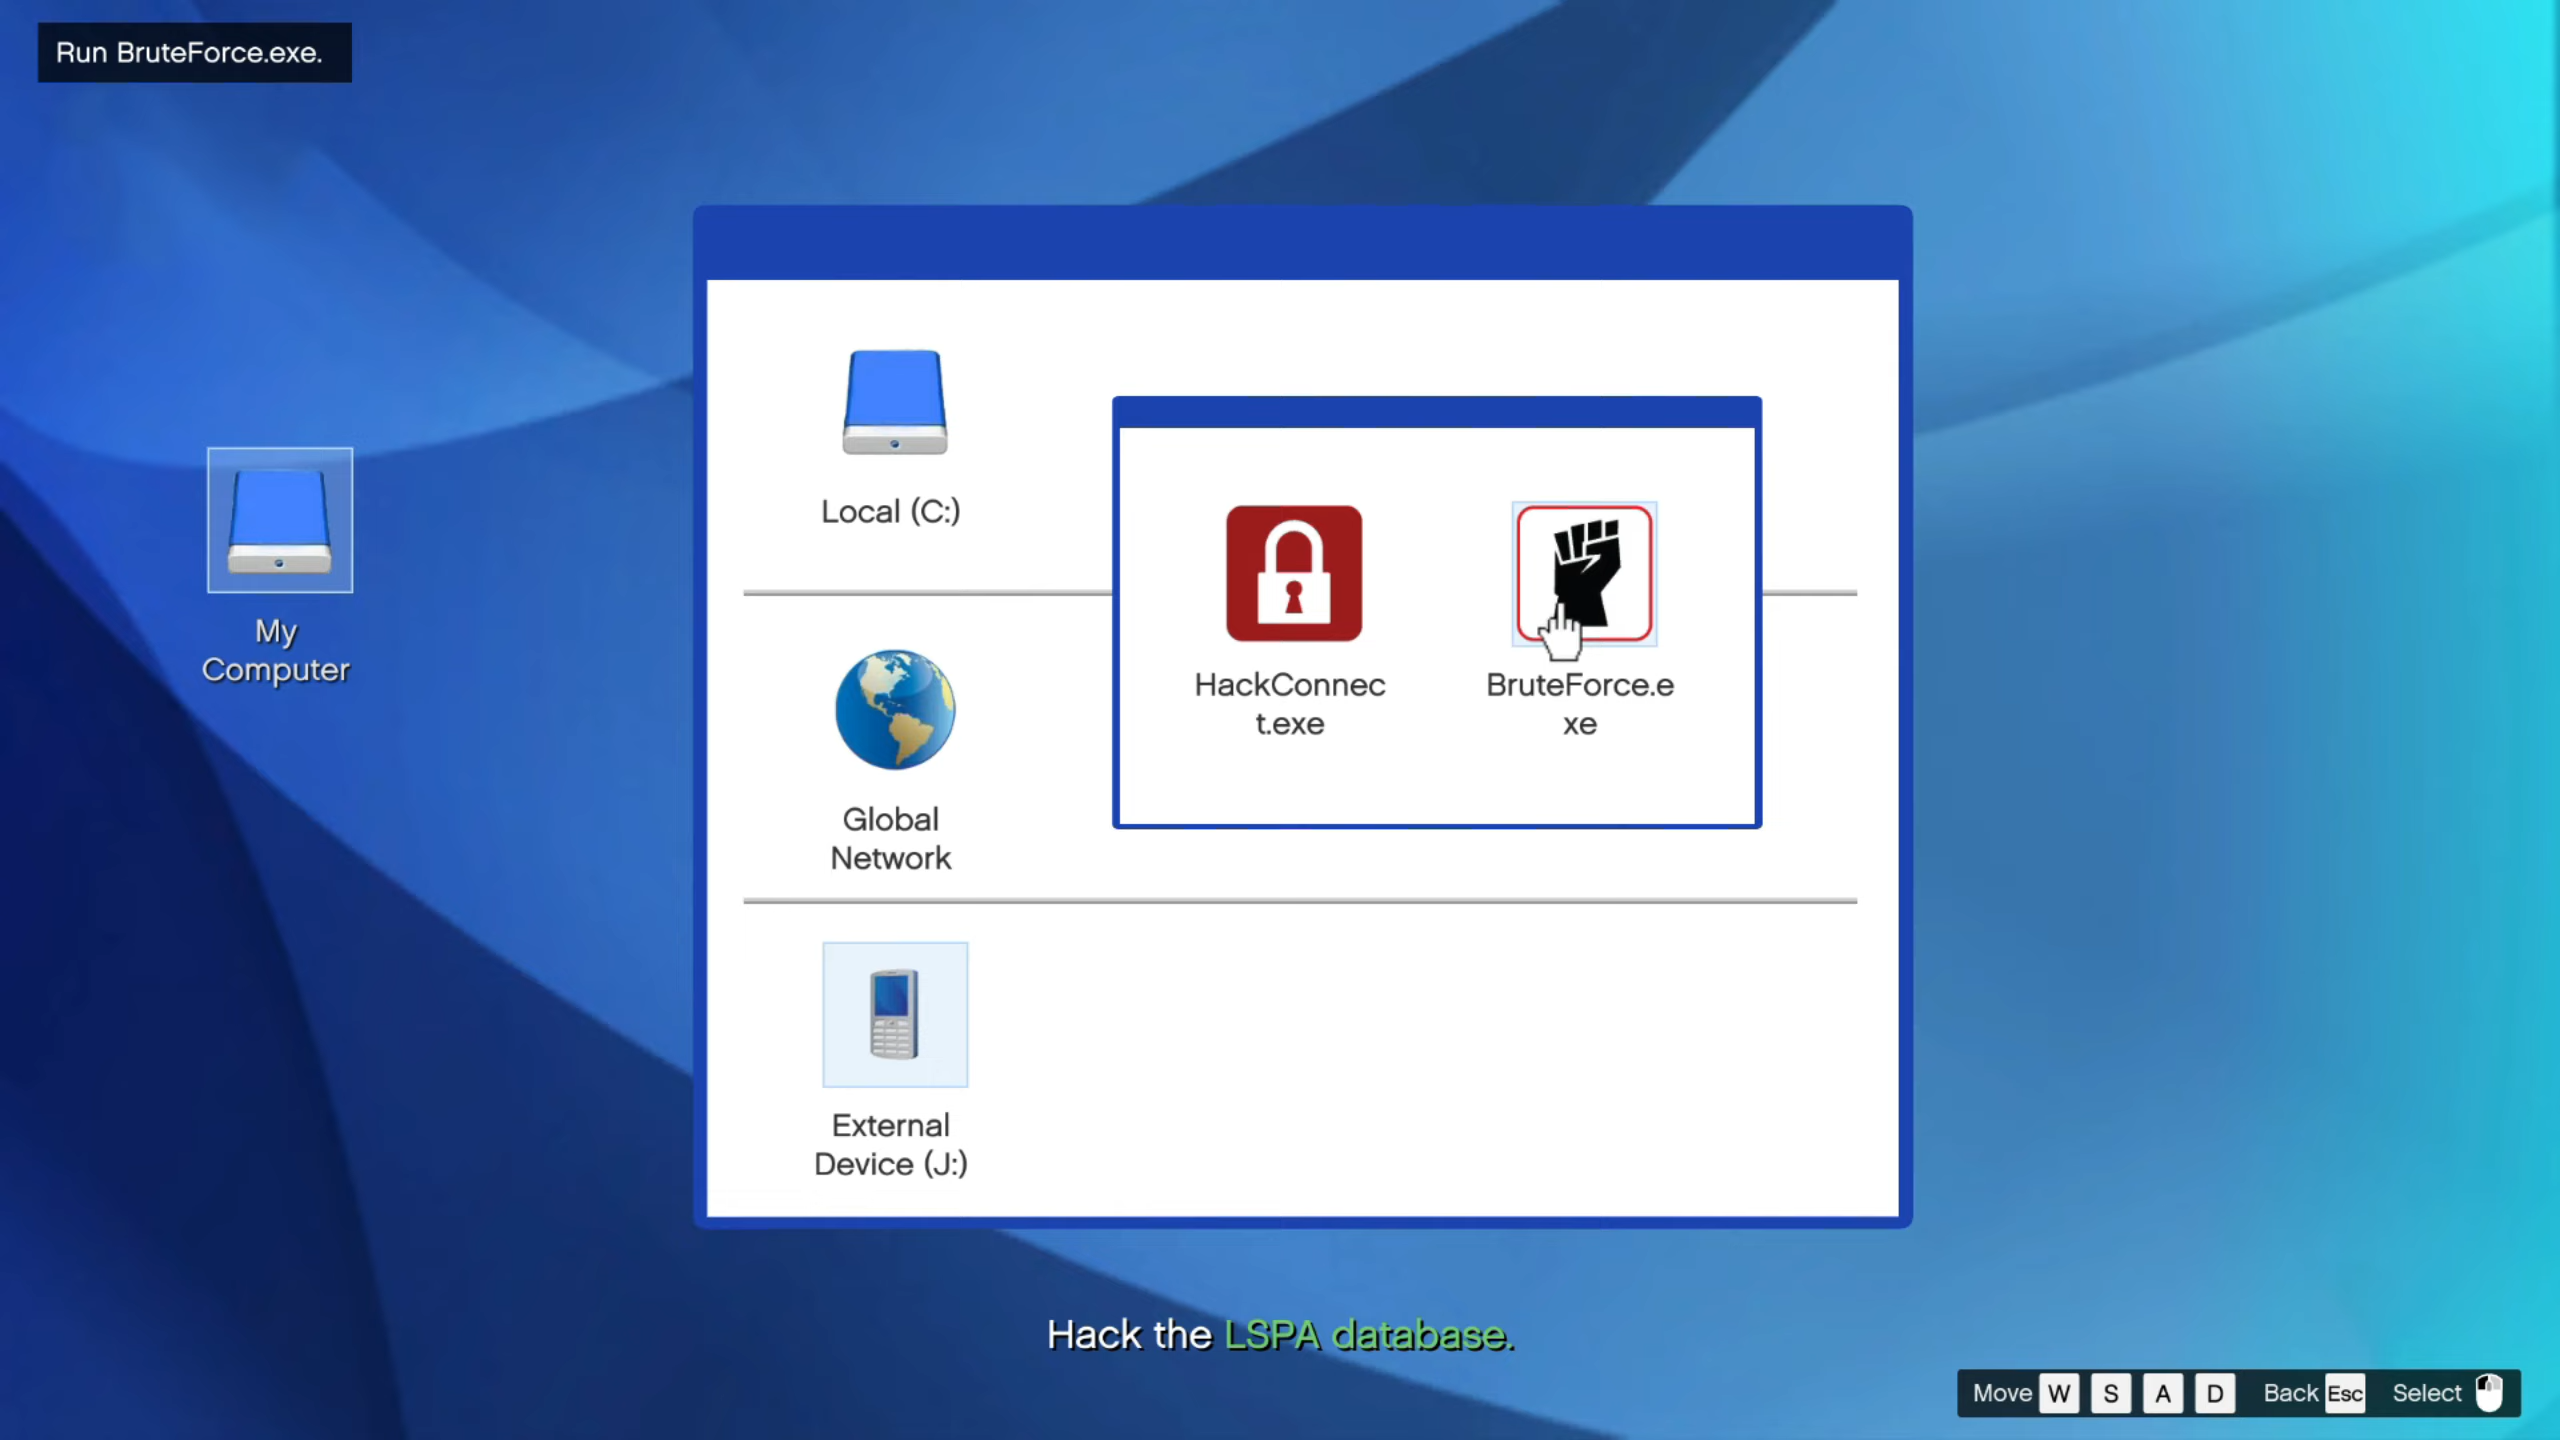 Run BruteForce.exe.
Local (C:)
My
Computer
HackConnec
t.exe
BruteForce.e
xe
Global
Network
External
Device (J:)
Hack the LSPA database.
Move W S A D Back Esc Select